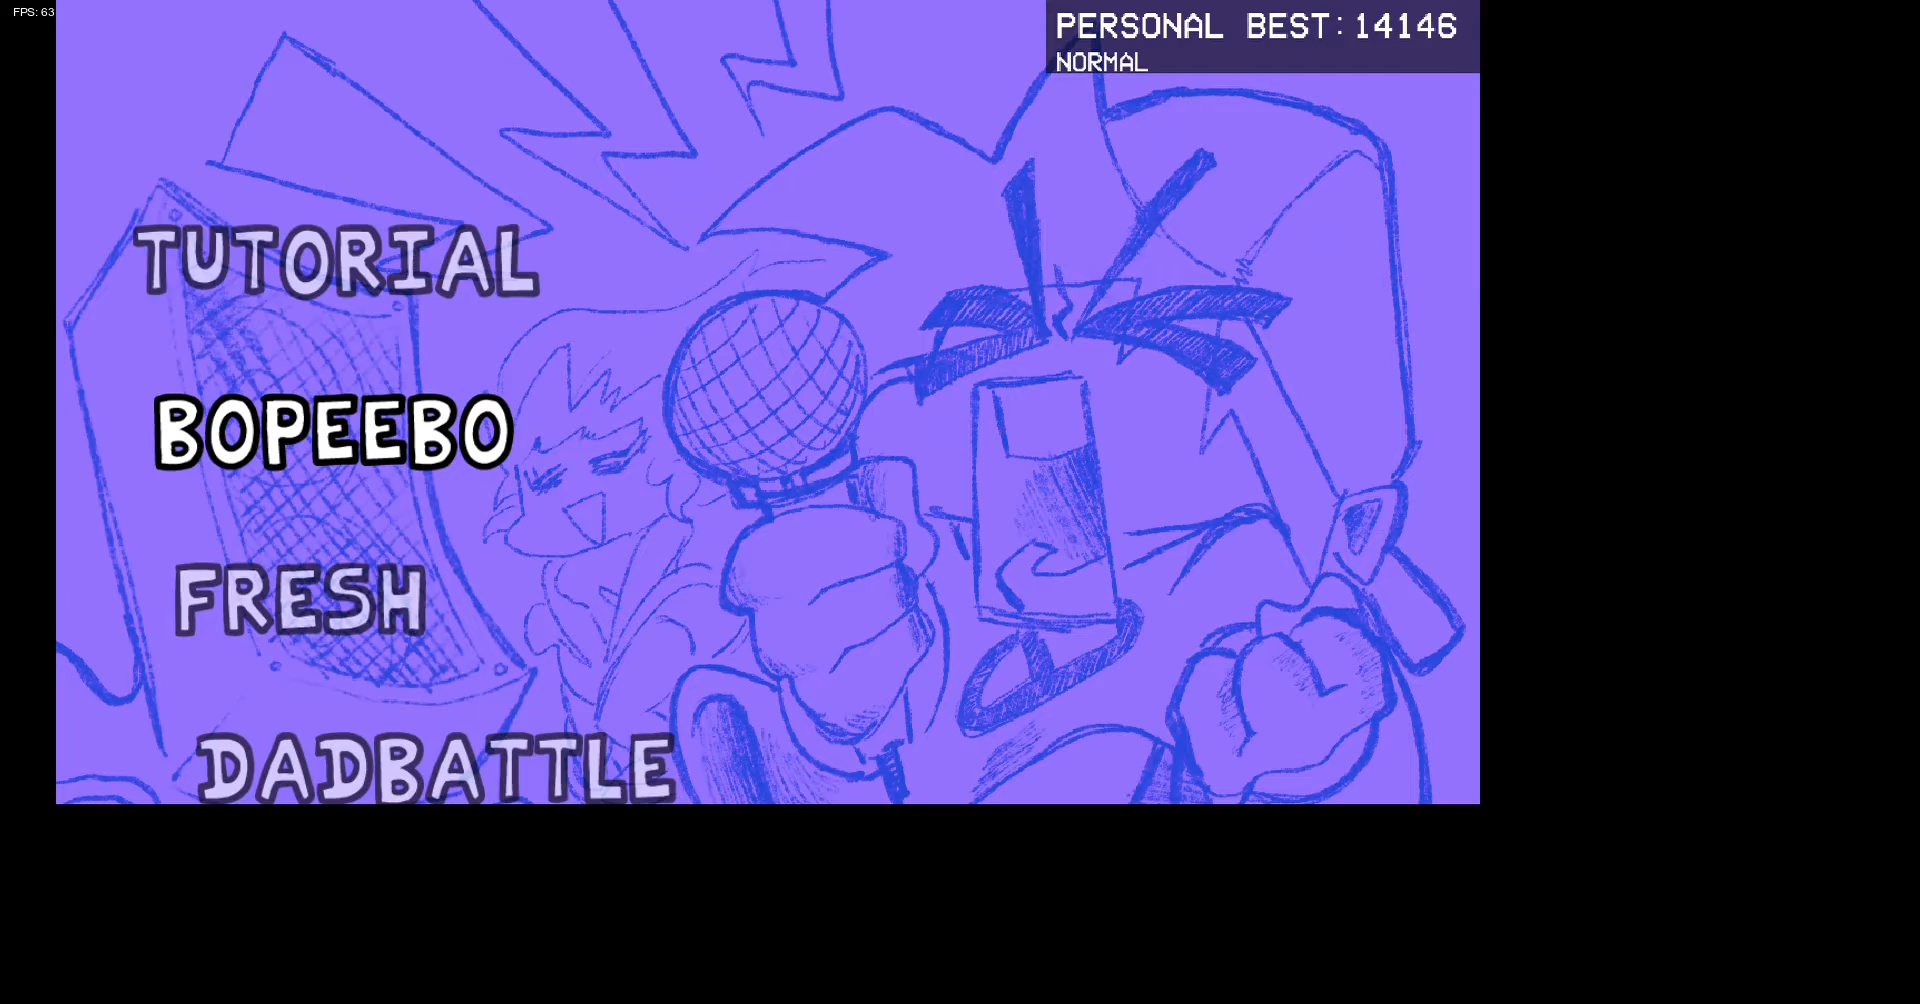 FPS: 63
PERSONAL BEST:14146
NORMAL
TUTORIAL
BOPEEBO
FRESH
DADBATTLE